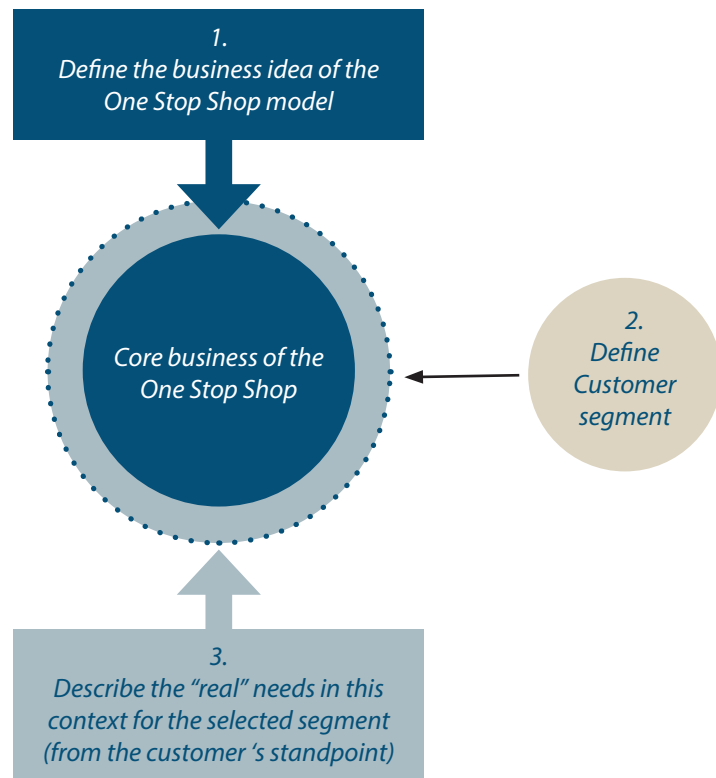 1.
Define the business idea of the
One Stop Shop model
Core business of the
One Stop Shop
2.
Define
Customer
segment
3.
Describe the “real” needs in this
context for the selected segment
(from the customer ‘s standpoint)